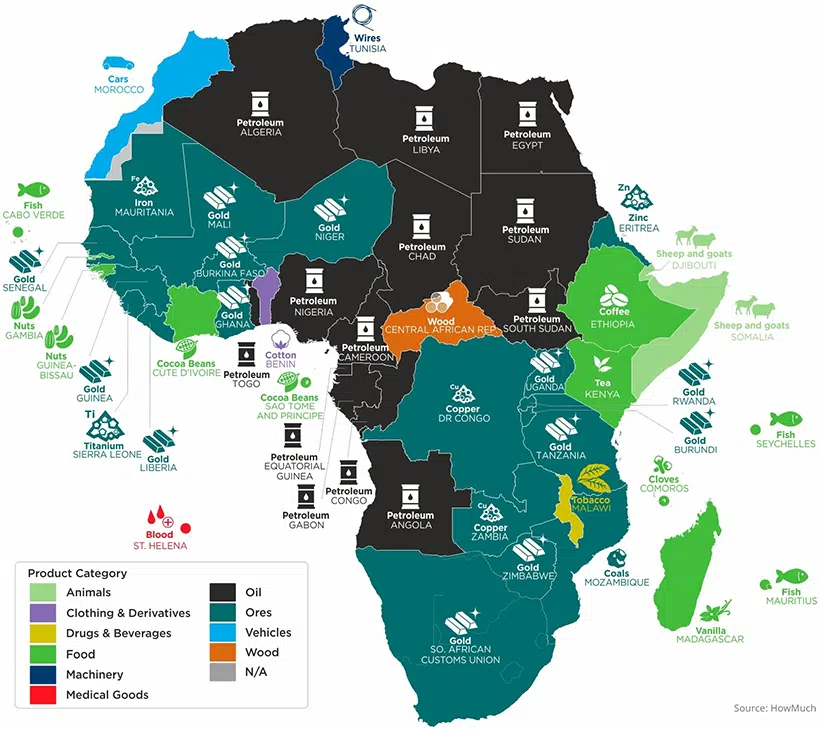 Wires
TUNISIA
Cars
MOROCCO
Petroleum
ALGERIA
Petroleum
LIBYA
Petroleum
EGYPT
Fe
Iron
MAURITANIA
Gold
MALI
Gold
NIGER
Petroleum
CHAD
Petroleum
SUDAN
Zn
Zinc
ERITREA
Fish
CABO VERDE
Gold
SENEGAL
Nuts
GAMBIA
Nuts
GUINEA-
BISSAU
Gold
GUINEA
Ti
Titanium
SIERRA LEONE
Gold
LIBERIA
Gold
BURKINA FASO
Gold
GHANA
Cocoa Beans
CÙTE D'IVOIRE
Petroleum
TOGO
Cotton
BENIN
Petroleum
NIGERIA
Petroleum
CAMEROON
Wood
CENTRAL AFRICAN REP.
Petroleum
SOUTH SUDAN
Coffee
ETHIOPIA
Sheep and goats
DJIBOUTI
Sheep and goats
SOMALIA
Cocoa Beans
SAO TOME
AND PRINCIPE
Petroleum
EQUATORIAL
GUINEA
Petroleum
GABON
Petroleum
CONGO
Cu
Copper
DR CONGO
Gold
UGANDA
Tea
KENYA
Gold
RWANDA
Gold
BURUNDI
Gold
TANZANIA
Fish
SEYCHELLES
Cloves
COMOROS
Petroleum
ANGOLA
Cu
Copper
ZAMBIA
Tobacco
MALAWI
Gold
ZIMBABWE
Coals
MOZAMBIQUE
Fish
MAURITIUS
Vanilla
MADAGASCAR
Gold
SO. AFRICAN
CUSTOMS UNION
Blood
ST. HELENA
Product Category
Animals
Clothing & Derivatives
Drugs & Beverages
Food
Machinery
Medical Goods
Oil
Ores
Vehicles
Wood
N/A
Source: HowMuch